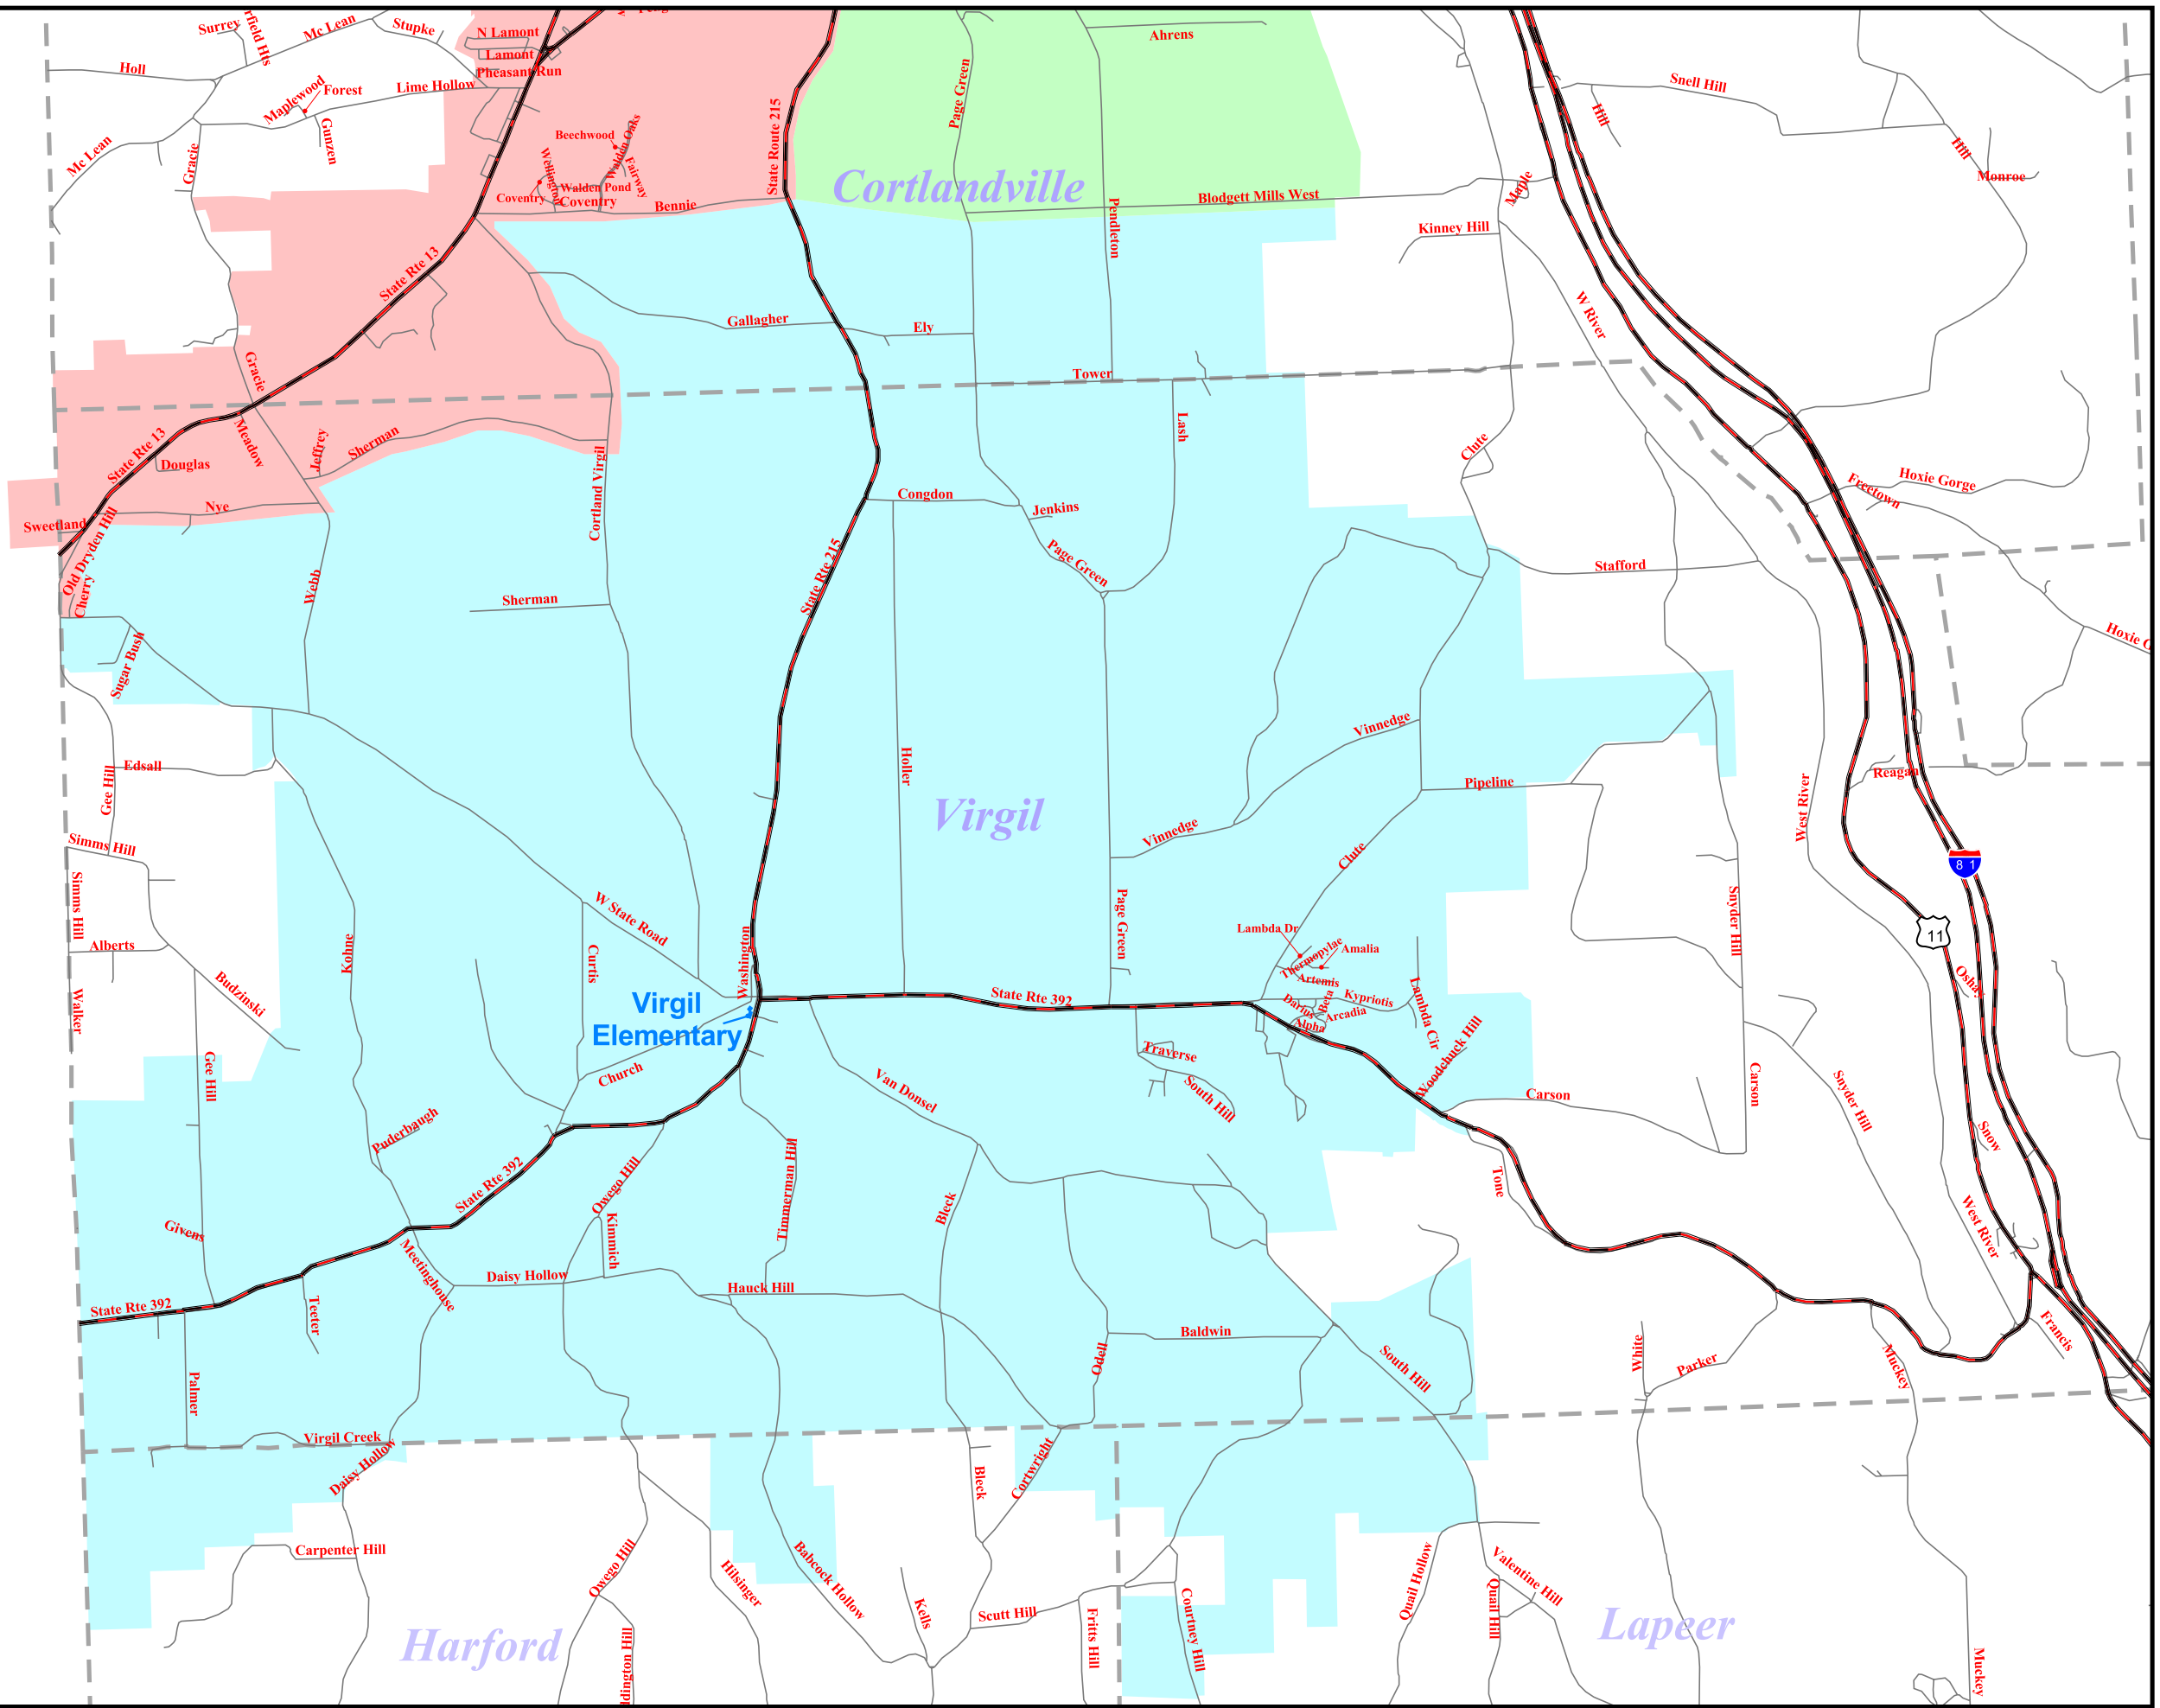 Surrey
Mc Lean
Stupke
N Lamont
Lamont
Pheasant Run
Holl
Maplewood
Forest
Lime Hollow
Gunzen
Mc Lean
Gracie
Beechwood
Walden Oaks
Wellington
Fairway
Walden Pond
Coventry
Coventry
Bennie
State Route 215
Page Green
Ahrens
Cortlandville
Pendleton
Blodgett Mills West
Maple
Kinney Hill
Snell Hill
Hill
Hill
Monroe
W River
State Rte 13
Gallagher
Ely
Tower
Gracie
Meadow
Jeffrey
Sherman
State Rte 13
Douglas
Nye
Sweetland
Old Dryden Hill
Cherry
Cortland Virgil
Lash
Clute
Congdon
Jenkins
Page Green
State Rte 215
Hoxie Gorge
Freetown
Stafford
Webb
Sherman
Sugar Bush
Vinnedge
Edsall
Gee Hill
Holler
Virgil
Pipeline
Reagan
West River
Vinnedge
Clute
Simms Hill
Simms Hill
8 1
11
W State Road
Page Green
Snyder Hill
Alberts
Koine
Curtis
Washington
Lambda Dr
Thermopylae
Amalia
Artemis
Budzinski
Walker
Virgil
Elementary
State Rte 392
Darius
Beta
Kypriotis
Arcadia
Alpha
Lambda Cir
Oshay
Gee Hill
Church
Van Donsel
Traverse
South Hill
Woodchuck Hill
Carson
Carson
Snyder Hill
Puderbaugh
Snow
State Rte 392
Owego Hill
Timmerman Hill
Tone
Givens
Kimmich
Bleck
West River
Meetinghouse
Daisy Hollow
Hauck Hill
State Rte 392
Teeter
Baldwin
Odell
South Hill
White
Parker
Muckey
Francis
Palmer
Virgil Creek
Daisy Hollow
Bleck
Cortwright
Carpenter Hill
Owego Hill
Hilsinger
Babcock Hollow
Quail Hollow
Valentine Hill
Quail Hill
Kells
Scutt Hill
Fritts Hill
Courtney Hill
Harford
Lapeer
Muckey